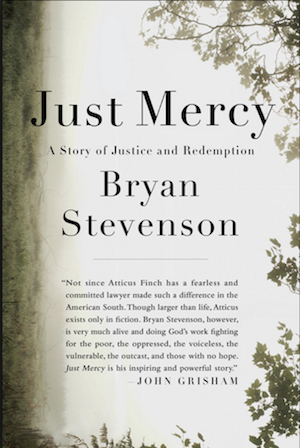 Just Mercy
A Story of Justice and Redemption
Bryan
Stevenson
“Not since Atticus Finch has a fearless and
committed lawyer made such a difference in the
American South. Though larger than life, Atticus
exists only in fiction. Bryan Stevenson, however,
is very much alive and doing God’s work fighting
for the poor, the oppressed, the voiceless, the
vulnerable, the outcast, and those with no hope.
Just Mercy is his inspiring and powerful story.”
—JOHN GRISHAM